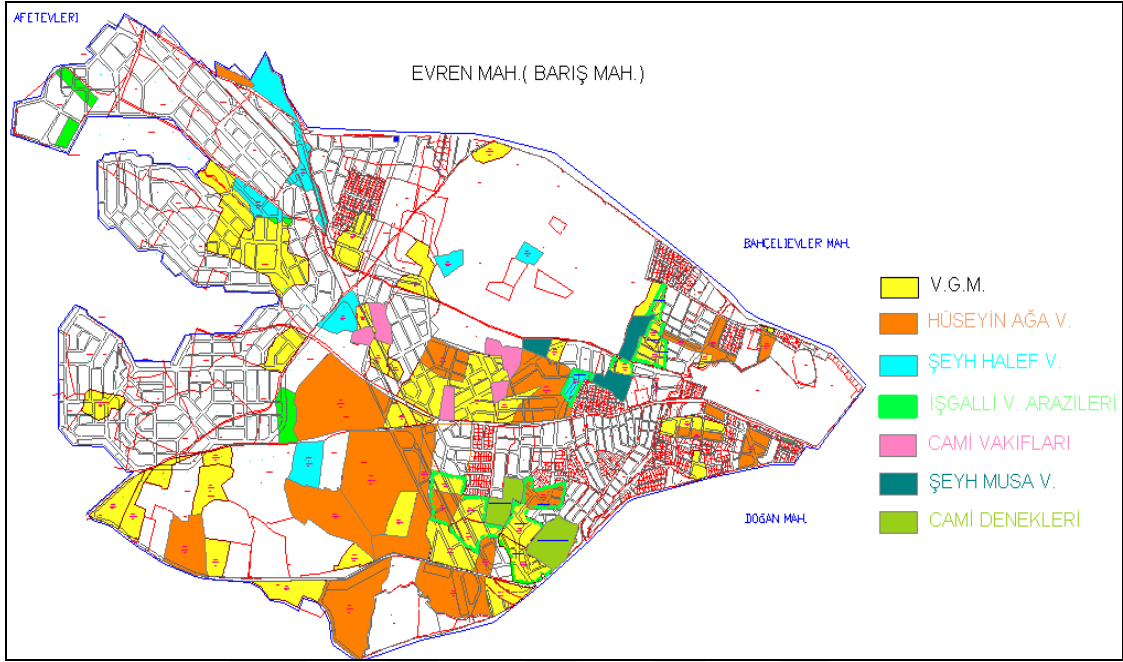 AFETEVLERİ
EVREN MAH.( BARIŞ MAH.)
BAHÇELİEVLER MAH.
V.G.M.
HÜSEYİN AĞA V.
ŞEYH HALEF V.
İŞGALLİ V. ARAZİLERİ
CAMİ VAKIFLARI
ŞEYH MUSA V.
DOĞAN MAH.
CAMİ DENEKLERİ